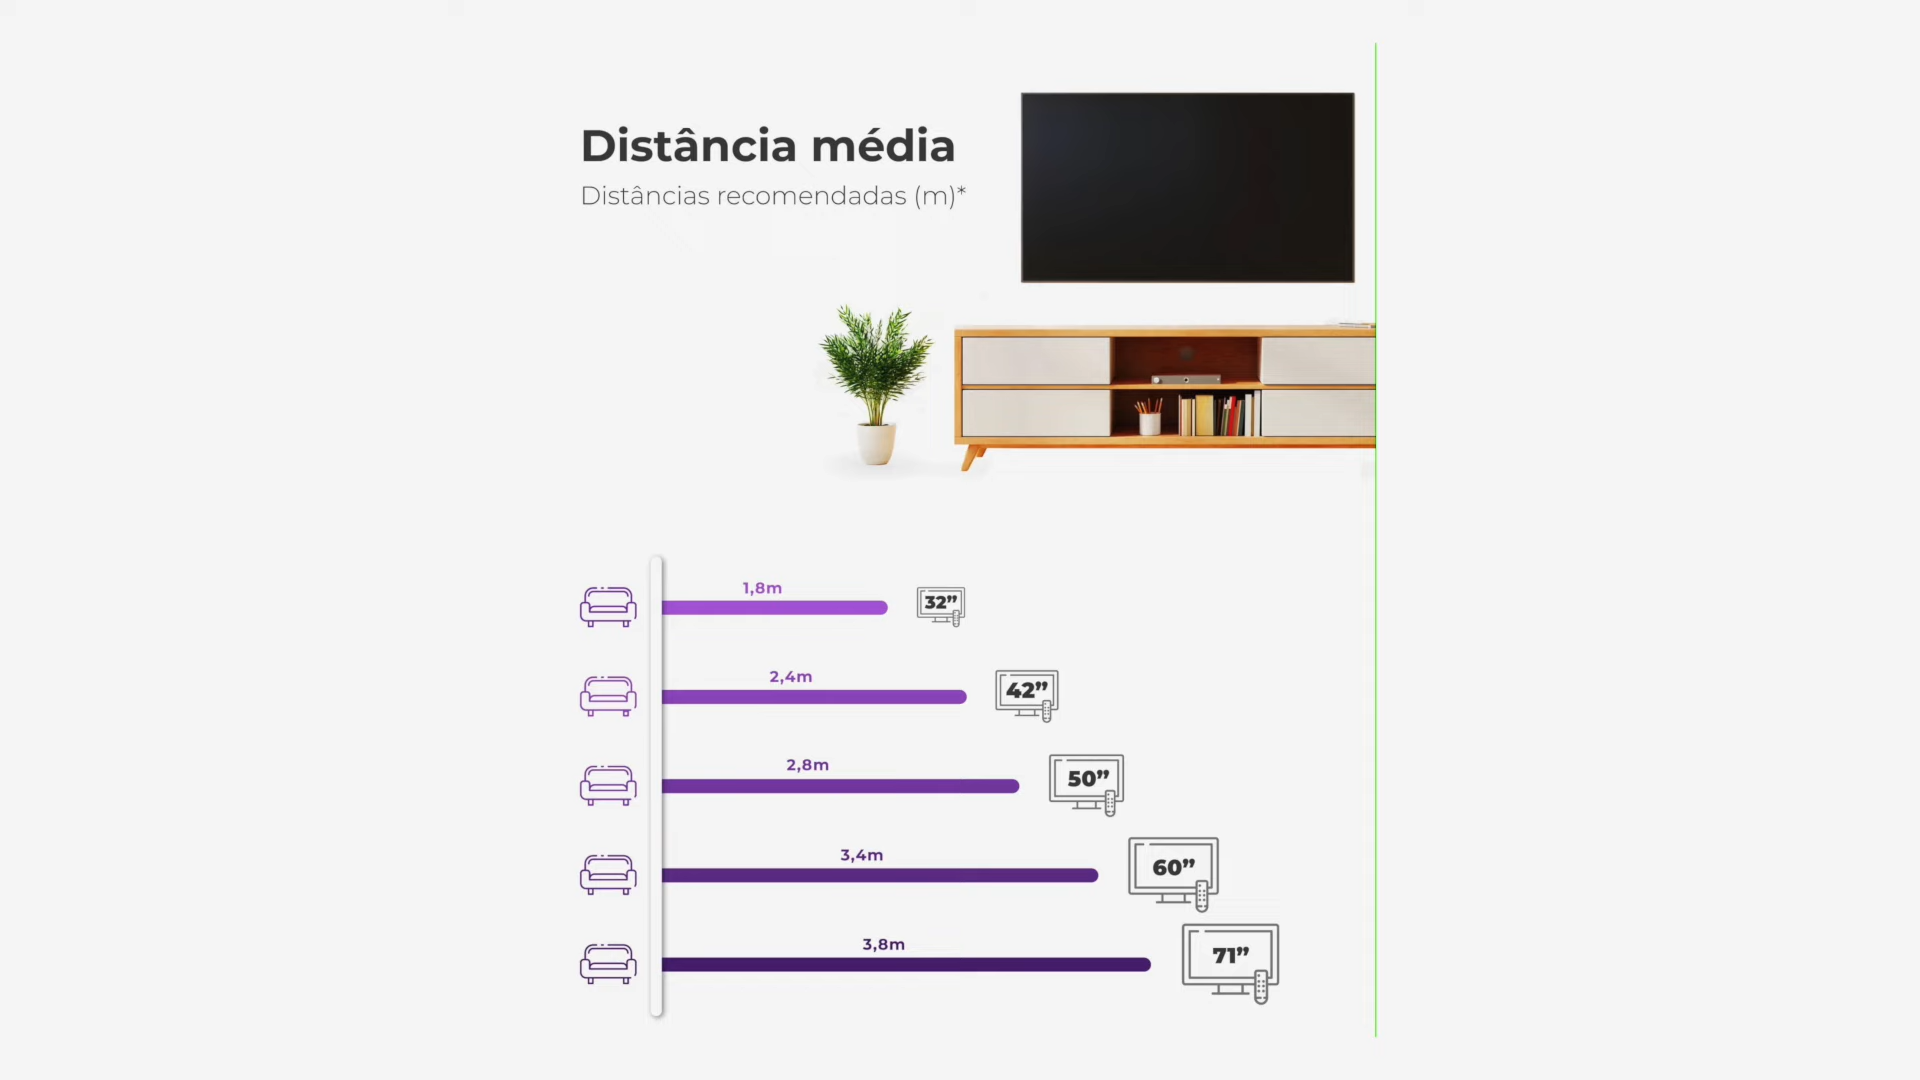 Distância média
Distâncias recomendadas (m)*
1,8m
32”
2,4m
42”
2,8m
50”
3,4m
60”
3,8m
71”